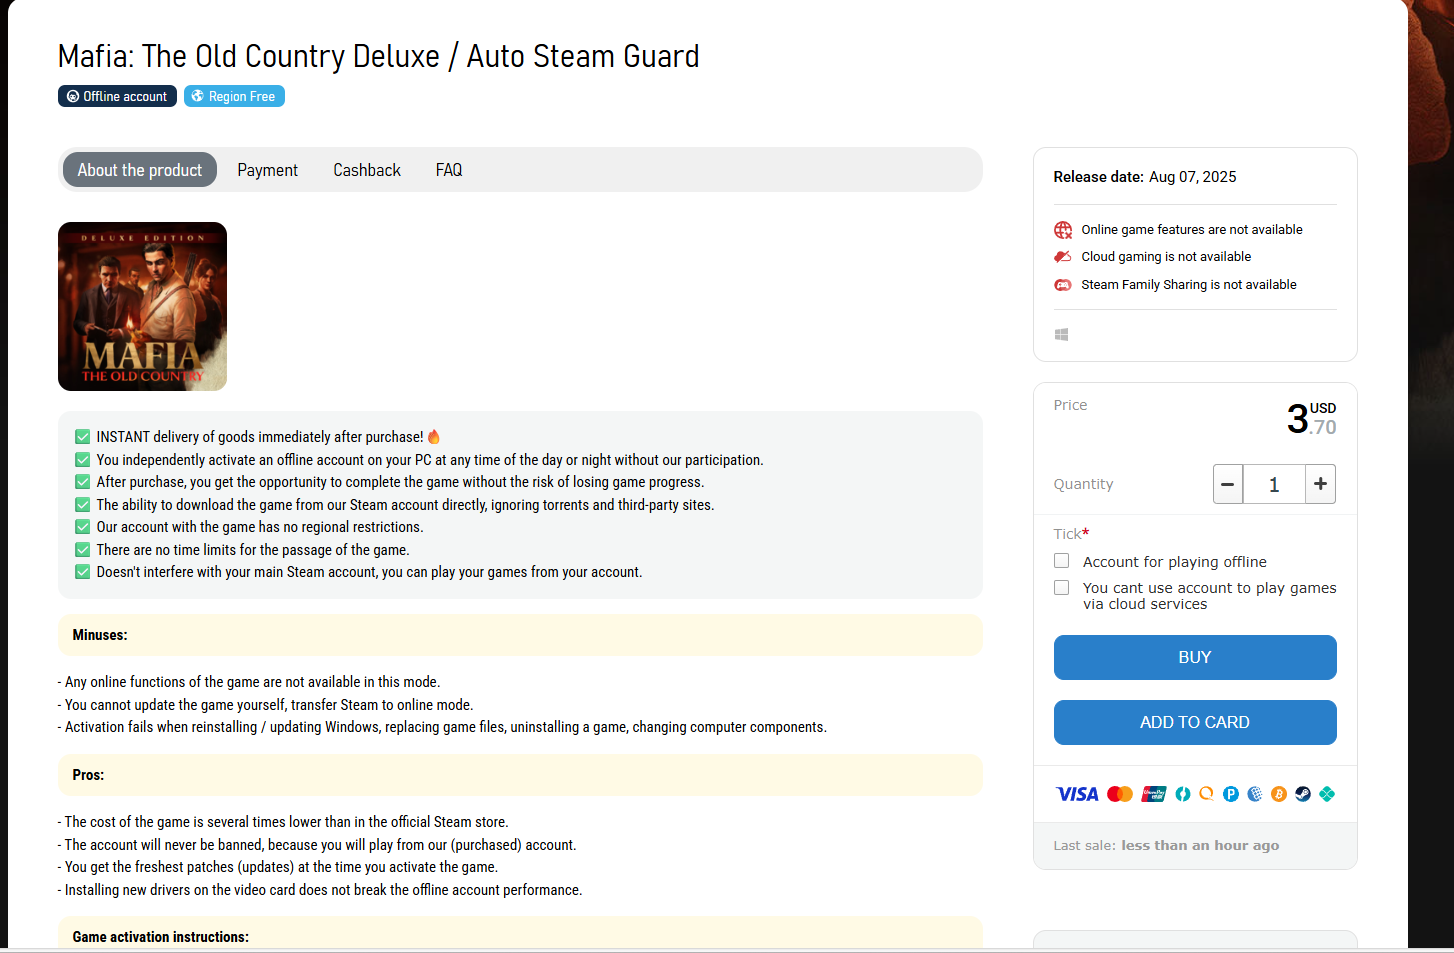 Mafia: The Old Country Deluxe / Auto Steam Guard
Offline account
Region Free
About the product
Payment
Cashback
FAQ
DELUXE EDITION
MAFIA
THE OLD COUNTRY
INSTANT delivery of goods immediately after purchase!
You independently activate an offline account on your PC at any time of the day or night without our participation.
After purchase, you get the opportunity to complete the game without the risk of losing game progress.
The ability to download the game from our Steam account directly, ignoring torrents and third-party sites.
Our account with the game has no regional restrictions.
There are no time limits for the passage of the game.
Doesn't interfere with your main Steam account, you can play your games from your account.
Minuses:
- Any online functions of the game are not available in this mode.
- You cannot update the game yourself, transfer Steam to online mode.
- Activation fails when reinstalling / updating Windows, replacing game files, uninstalling a game, changing computer components.
Pros:
- The cost of the game is several times lower than in the official Steam store.
- The account will never be banned, because you will play from our (purchased) account.
- You get the freshest patches (updates) at the time you activate the game.
- Installing new drivers on the video card does not break the offline account performance.
Game activation instructions:
Release date: Aug 07, 2025
Online game features are not available
Cloud gaming is not available
Steam Family Sharing is not available
Price
3.70 USD
Quantity
− 1 +
Tick*
Account for playing offline
You cant use account to play games
via cloud services
BUY
ADD TO CARD
VISA
Last sale: less than an hour ago